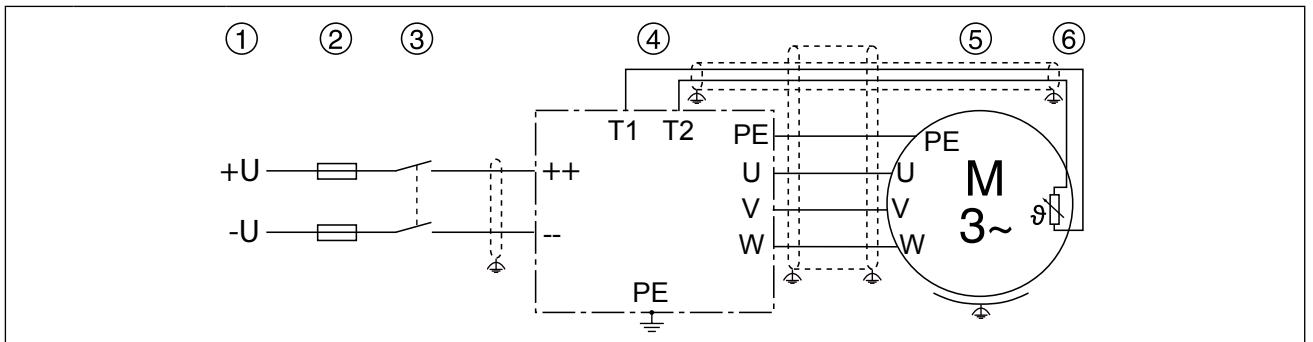 ① ② ③ ④ ⑤ ⑥
T1 T2
PE PE
+U ++ U U
M
V V
ϑ
3~
-U -- W W
PE